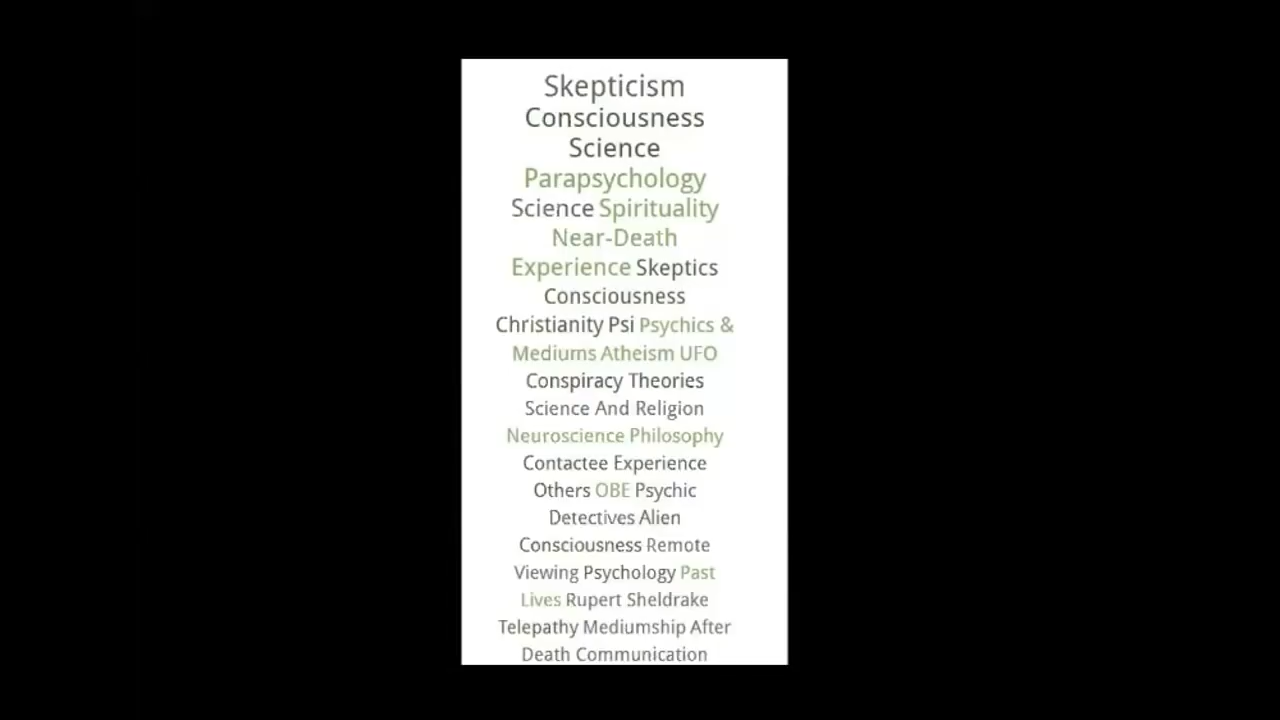 Skepticism
Consciousness
Science
Parapsychology
Science Spirituality
Near-Death
Experience Skeptics
Consciousness
Christianity Psi Psychics &
Mediums Atheism UFO
Conspiracy Theories
Science And Religion
Neuroscience Philosophy
Contactee Experience
Others OBE Psychic
Detectives Alien
Consciousness Remote
Viewing Psychology Past
Lives Rupert Sheldrake
Telepathy Mediumship After
Death Communication